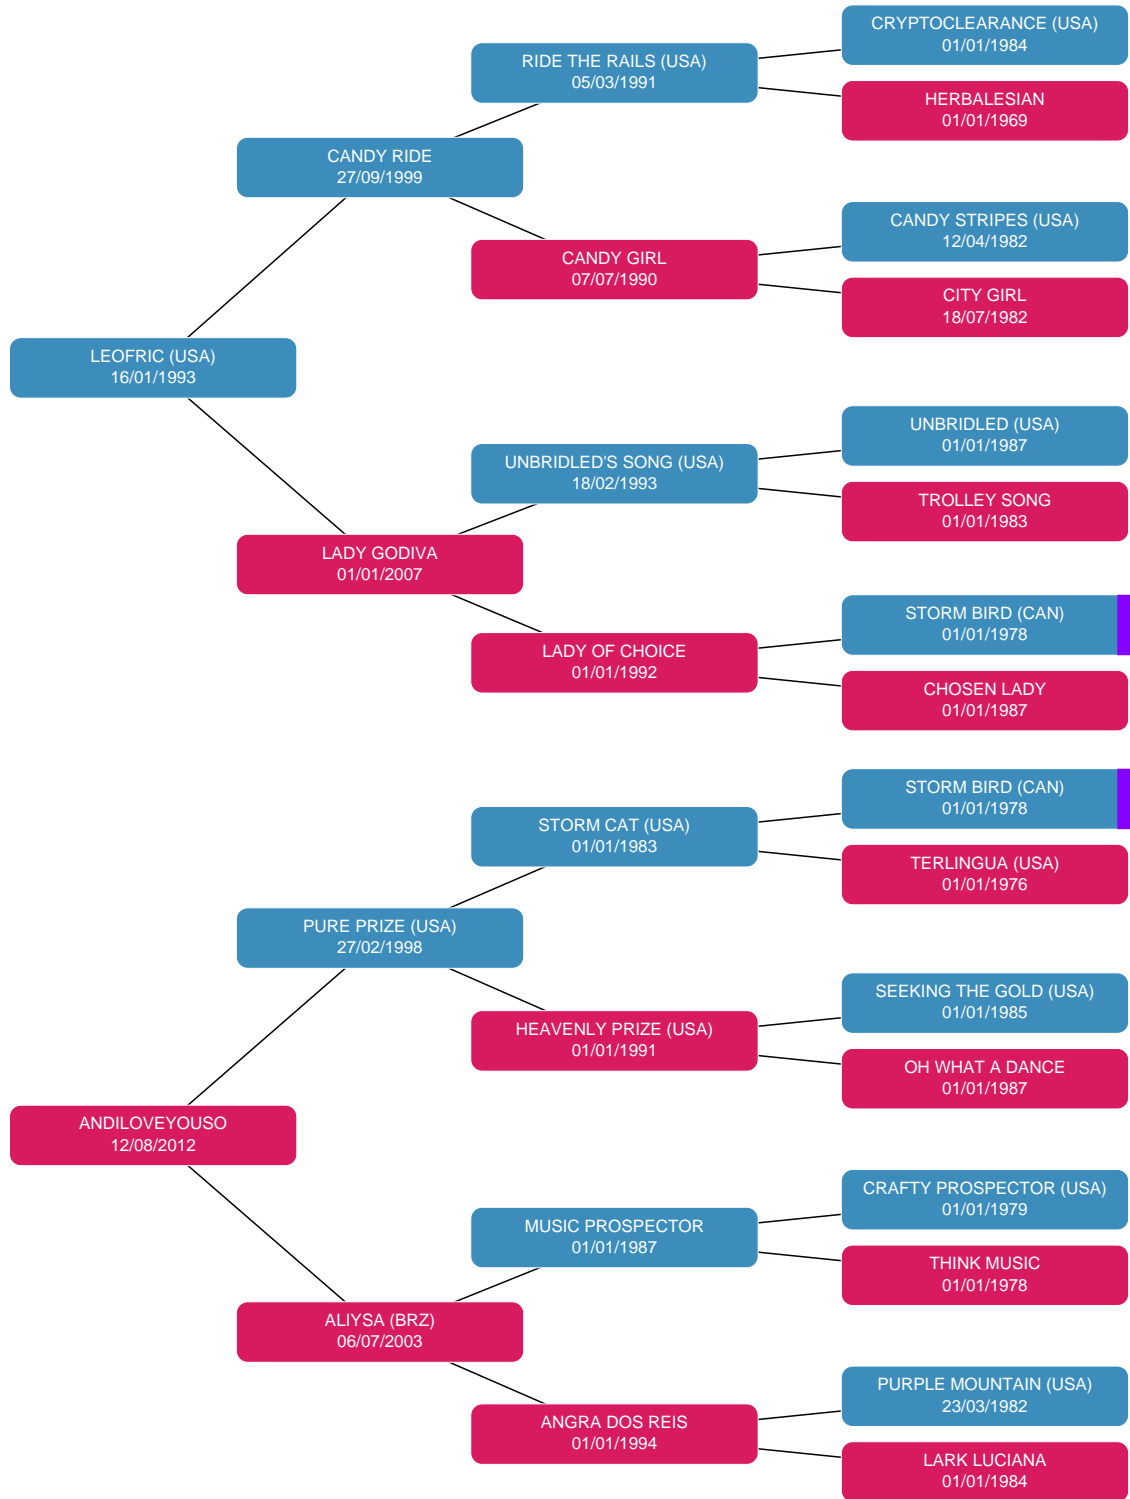 CRYPTOCLEARANCE (USA)
01/01/1984
RIDE THE RAILS (USA)
05/03/1991
HERBALESIAN
01/01/1969
CANDY RIDE
27/09/1999
CANDY STRIPES (USA)
12/04/1982
CANDY GIRL
07/07/1990
CITY GIRL
18/07/1982
LEOFRIC (USA)
16/01/1993
UNBRIDLED (USA)
01/01/1987
UNBRIDLED'S SONG (USA)
18/02/1993
TROLLEY SONG
01/01/1983
LADY GODIVA
01/01/2007
STORM BIRD (CAN)
01/01/1978
LADY OF CHOICE
01/01/1992
CHOSEN LADY
01/01/1987
STORM BIRD (CAN)
01/01/1978
STORM CAT (USA)
01/01/1983
TERLINGUA (USA)
01/01/1976
PURE PRIZE (USA)
27/02/1998
SEEKING THE GOLD (USA)
01/01/1985
HEAVENLY PRIZE (USA)
01/01/1991
OH WHAT A DANCE
01/01/1987
ANDILOVEYOUSO
12/08/2012
CRAFTY PROSPECTOR (USA)
01/01/1979
MUSIC PROSPECTOR
01/01/1987
THINK MUSIC
01/01/1978
ALIYSA (BRZ)
06/07/2003
PURPLE MOUNTAIN (USA)
23/03/1982
ANGRA DOS REIS
01/01/1994
LARK LUCIANA
01/01/1984